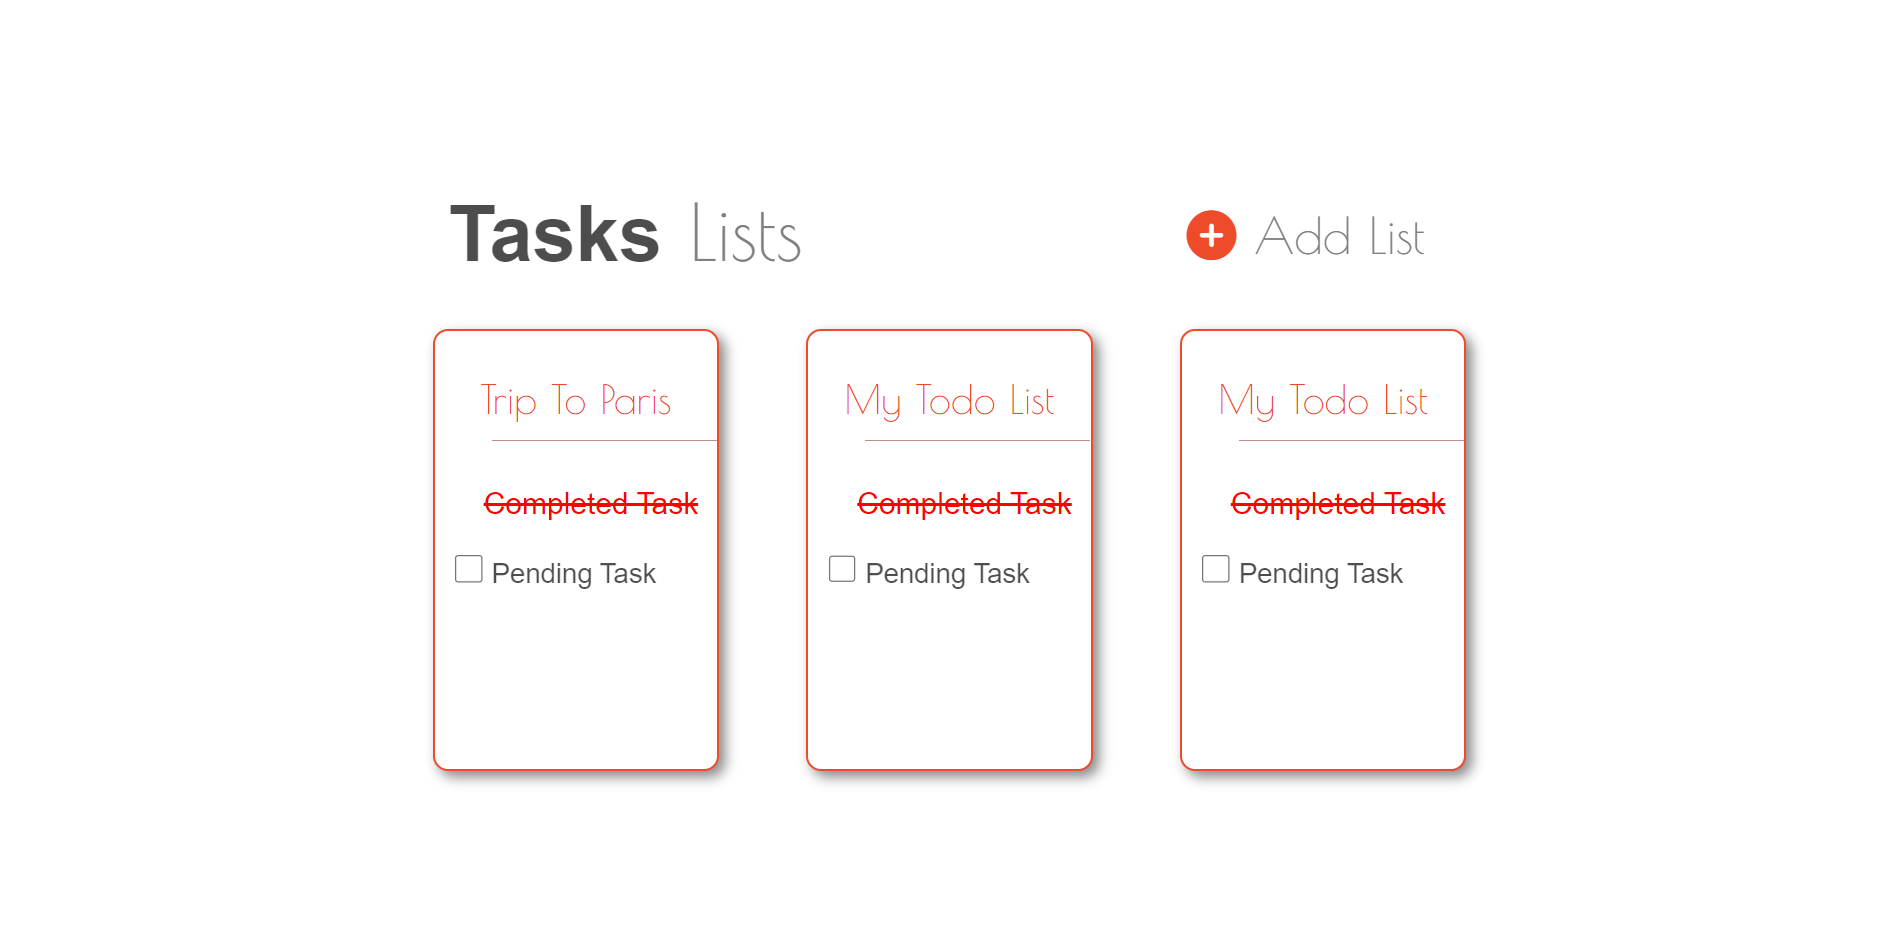 Tasks Lists
Add List
Trip To Paris
Completed Task
Pending Task
My Todo List
Completed Task
Pending Task
My Todo List
Completed Task
Pending Task